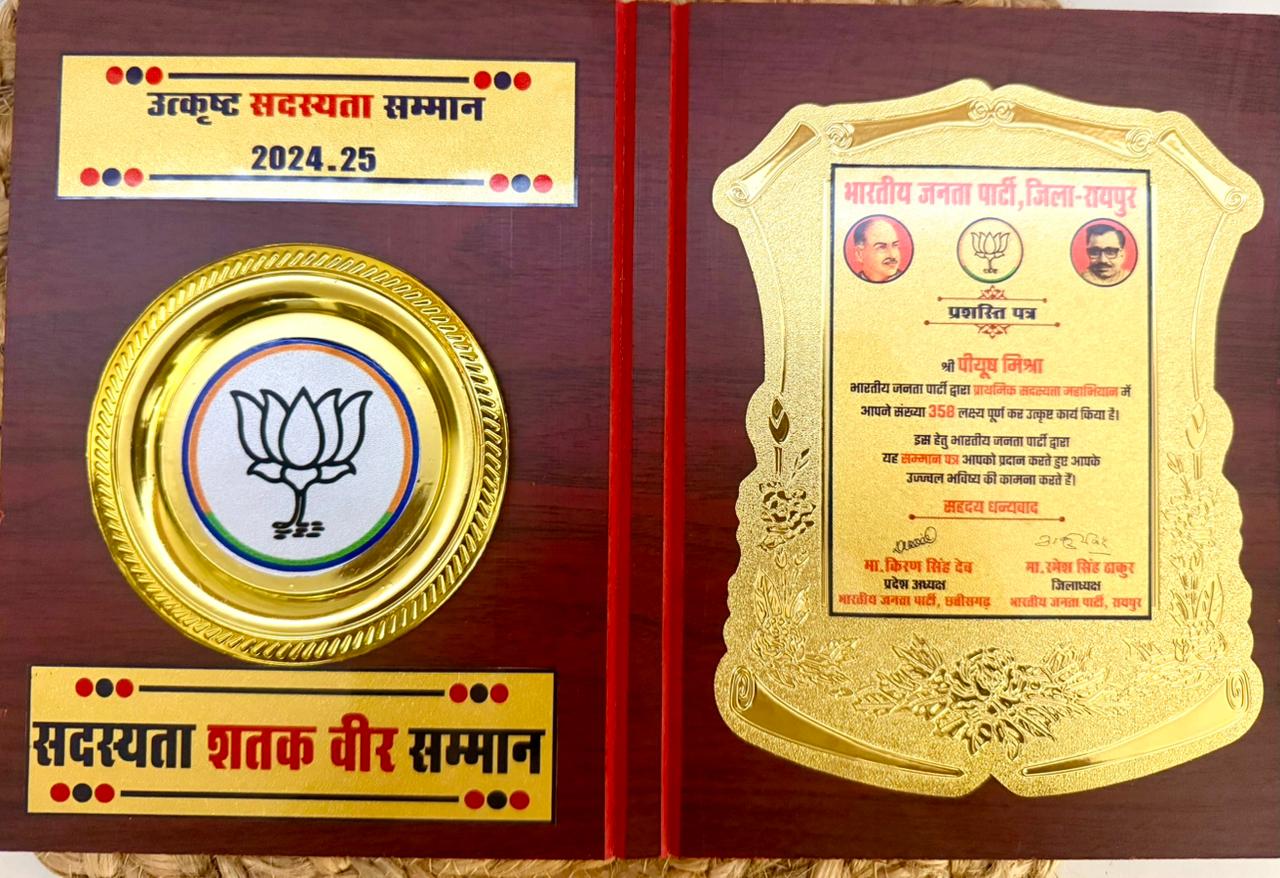 उत्कृष्ट सदस्यता सम्मान
2024.25
सदस्यता शतक वीर सम्मान
भारतीय जनता पार्टी,जिला-रायपुर
प्रशस्ति पत्र
श्री पीयूष मिश्रा
भारतीय जनता पार्टी द्वारा प्राथनिक सदस्यता महाभियान में
आपने संख्या 358 लक्ष्य पूर्ण कर उत्कृष्ट कार्य किया है।
इस हेतु भारतीय जनता पार्टी द्वारा
यह सम्मान पत्र आपको प्रदान करते हुए आपके
उज्ज्वल भविष्य की कामना करते हैं।
सहृदय धन्यवाद
मा.किरण सिंह देव
प्रदेश अध्यक्ष
भारतीय जनता पार्टी, छत्तीसगढ़
मा.रमेश सिंह ठाकुर
जिलाध्यक्ष
भारतीय जनता पार्टी, रायपुर